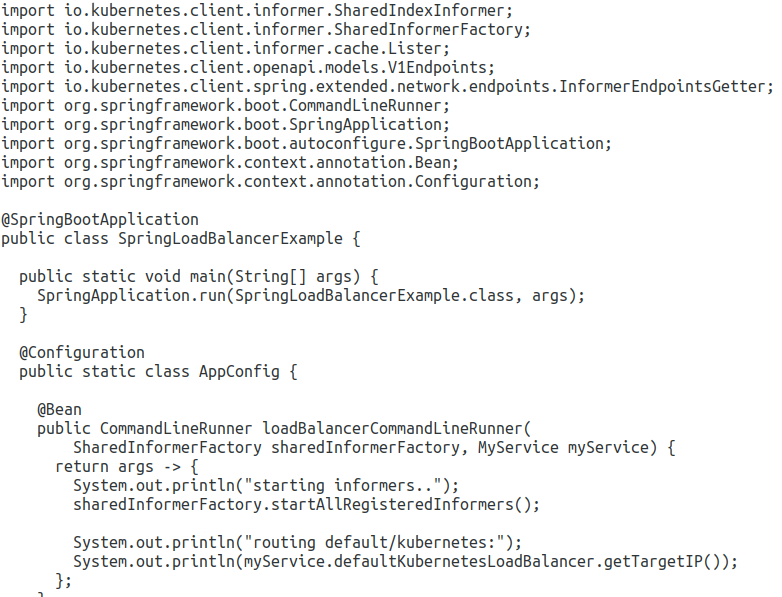 import io.kubernetes.client.informer.SharedIndexInformer;
import io.kubernetes.client.informer.SharedInformerFactory;
import io.kubernetes.client.informer.cache.Lister;
import io.kubernetes.client.openapi.models.V1Endpoints;
import io.kubernetes.client.spring.extended.network.endpoints.InformerEndpointsGetter;
import org.springframework.boot.CommandLineRunner;
import org.springframework.boot.SpringApplication;
import org.springframework.boot.autoconfigure.SpringBootApplication;
import org.springframework.context.annotation.Bean;
import org.springframework.context.annotation.Configuration;

@SpringBootApplication
public class SpringLoadBalancerExample {

  public static void main(String[] args) {
    SpringApplication.run(SpringLoadBalancerExample.class, args);
  }

  @Configuration
  public static class AppConfig {

    @Bean
    public CommandLineRunner loadBalancerCommandLineRunner(
        SharedInformerFactory sharedInformerFactory, MyService myService) {
      return args -> {
        System.out.println("starting informers..");
        sharedInformerFactory.startAllRegisteredInformers();

        System.out.println("routing default/kubernetes:");
        System.out.println(myService.defaultKubernetesLoadBalancer.getTargetIP());
      };